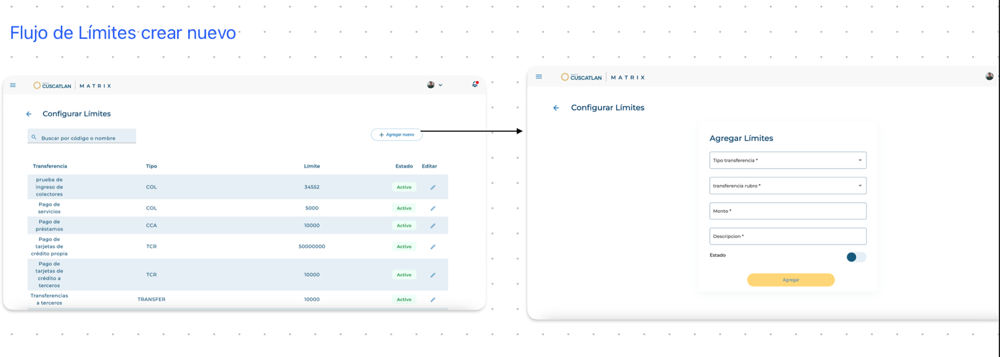 Flujo de Límites crear nuevo
CUSCATLAN | MATRIX
Configurar Límites
Buscar por código o nombre
+ Agregar nuevo
Transferencia Tipo Límite Estado Editar
prueba de
ingreso de
colectores
COL 34552 Activo
Pago de
servicios
COL 5000 Activo
Pago de
préstamos
CCA 10000 Activo
Pago de
tarjetas de
crédito propia
TCR 50000000 Activo
Pago de
tarjetas de
crédito a
terceros
TCR 10000 Activo
Transferencias
a terceros
TRANSFER 10000 Activo
CUSCATLAN | MATRIX
Configurar Límites
Agregar Límites
Tipo transferencia *
transferencia rubro *
Monto *
Descripcion *
Estado
Agregar